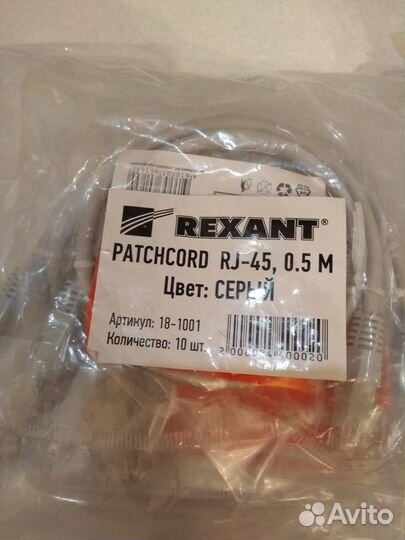 REXANT®
PATCHCORD RJ-45, 0.5 М
Цвет: СЕРЫЙ
Артикул: 18-1001
Количество: 10 шт.
Avito